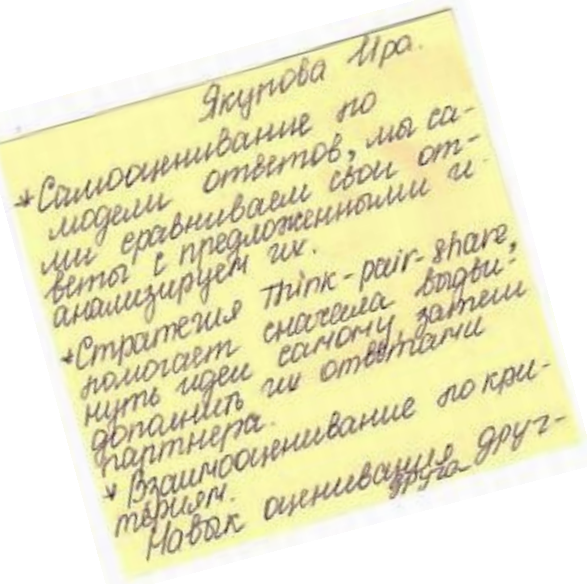 Якупова Ира.
*Самооценивание по
модели ответов, мы са-
ми сравниваем свои от-
веты с предложенными и
анализируем их.
*Стратегия Think-pair-share,
помогает сначала выдви-
нуть идеи самому, затем
дополнить их ответами
партнера.
*Взаимооценивание по кри-
териям.
Навык оценивания друг-
друга